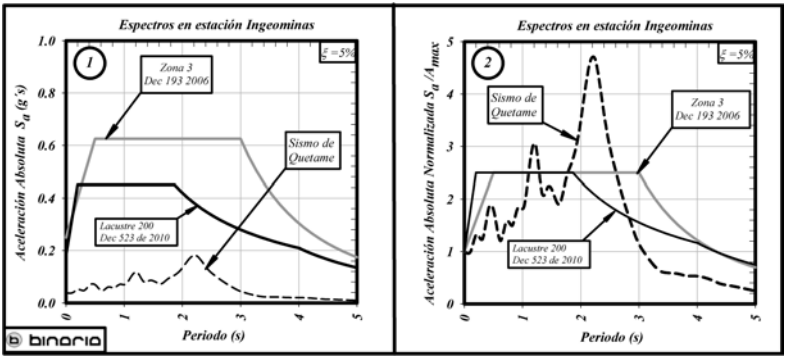 Espectros en estación Ingeominas
1
ξ=5%
Zona 3
Dec 193 2006
Sismo de
Quetame
Lacustre 200
Dec 523 de 2010
Aceleración Absoluta Sa (g´s)
1.0
0.8
0.6
0.4
0.2
0.0
0
1
2
3
4
5
Periodo (s)
binaria
Espectros en estación Ingeominas
2
ξ=5%
Sismo de
Quetame
Zona 3
Dec 193 2006
Lacustre 200
Dec 523 de 2010
Aceleración Absoluta Normalizada Sa /Amax
5
4
3
2
1
0
0
1
2
3
4
5
Periodo (s)